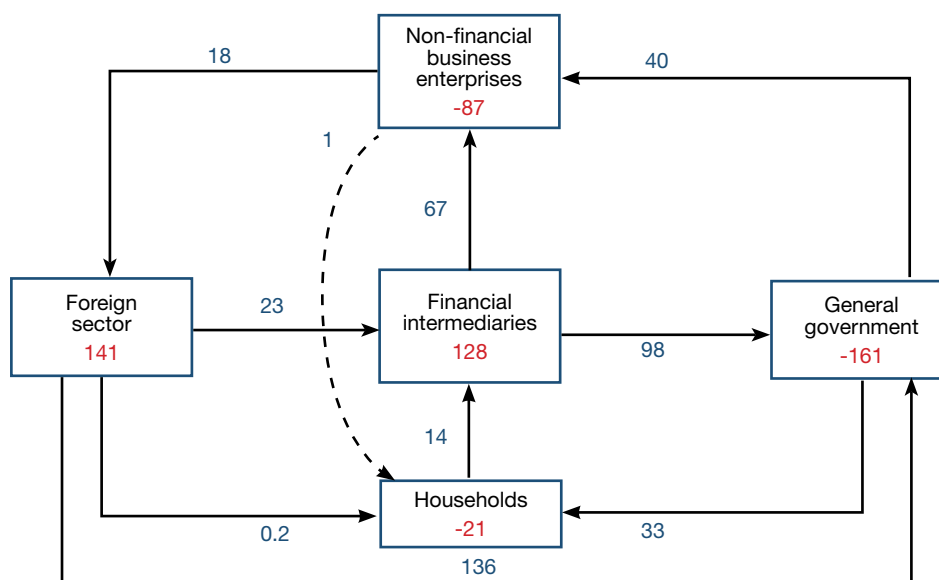 Non-financial
business
enterprises
-87
18
40
1
67
Foreign
sector
141
23
Financial
intermediaries
128
98
General
government
-161
14
Households
-21
0.2
33
136